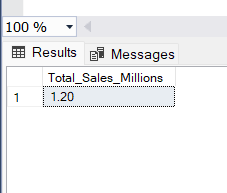 100 %
Results Messages
Total_Sales_Millions
1 1.20